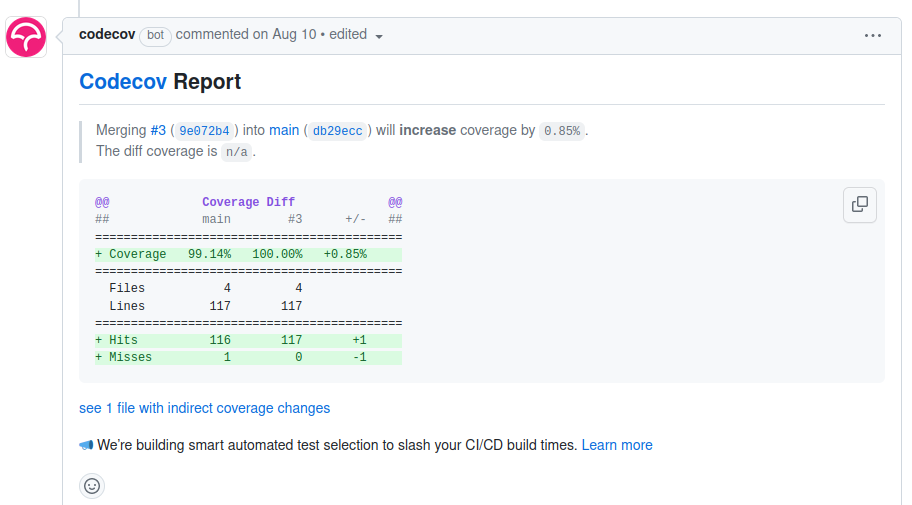 codecov bot commented on Aug 10 • edited
Codecov Report
Merging #3 (9e072b4) into main (db29ecc) will increase coverage by 0.85%.
The diff coverage is n/a.
@@             Coverage Diff             @@
##             main        #3      +/-   ##
===========================================
+ Coverage   99.14%   100.00%   +0.85%
===========================================
  Files           4         4
  Lines         117       117
===========================================
+ Hits          116       117       +1
+ Misses          1         0       -1
see 1 file with indirect coverage changes
📣 We’re building smart automated test selection to slash your CI/CD build times. Learn more